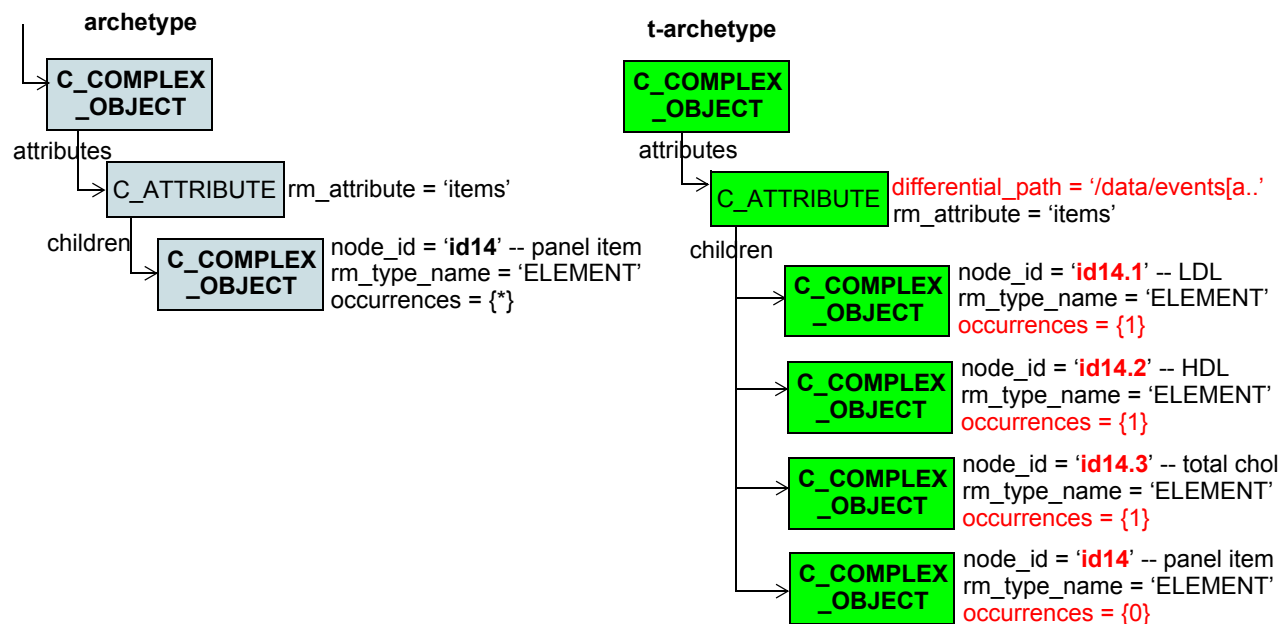 archetype
C_COMPLEX
_OBJECT
attributes
C_ATTRIBUTE
rm_attribute = ‘items’
children
C_COMPLEX
_OBJECT
node_id = ‘id14’ -- panel item
rm_type_name = ‘ELEMENT’
occurrences = {*}
t-archetype
C_COMPLEX
_OBJECT
attributes
C_ATTRIBUTE
differential_path = ‘/data/events[a..’
rm_attribute = ‘items’
children
C_COMPLEX
_OBJECT
node_id = ‘id14.1’ -- LDL
rm_type_name = ‘ELEMENT’
occurrences = {1}
C_COMPLEX
_OBJECT
node_id = ‘id14.2’ -- HDL
rm_type_name = ‘ELEMENT’
occurrences = {1}
C_COMPLEX
_OBJECT
node_id = ‘id14.3’ -- total chol
rm_type_name = ‘ELEMENT’
occurrences = {1}
C_COMPLEX
_OBJECT
node_id = ‘id14’ -- panel item
rm_type_name = ‘ELEMENT’
occurrences = {0}